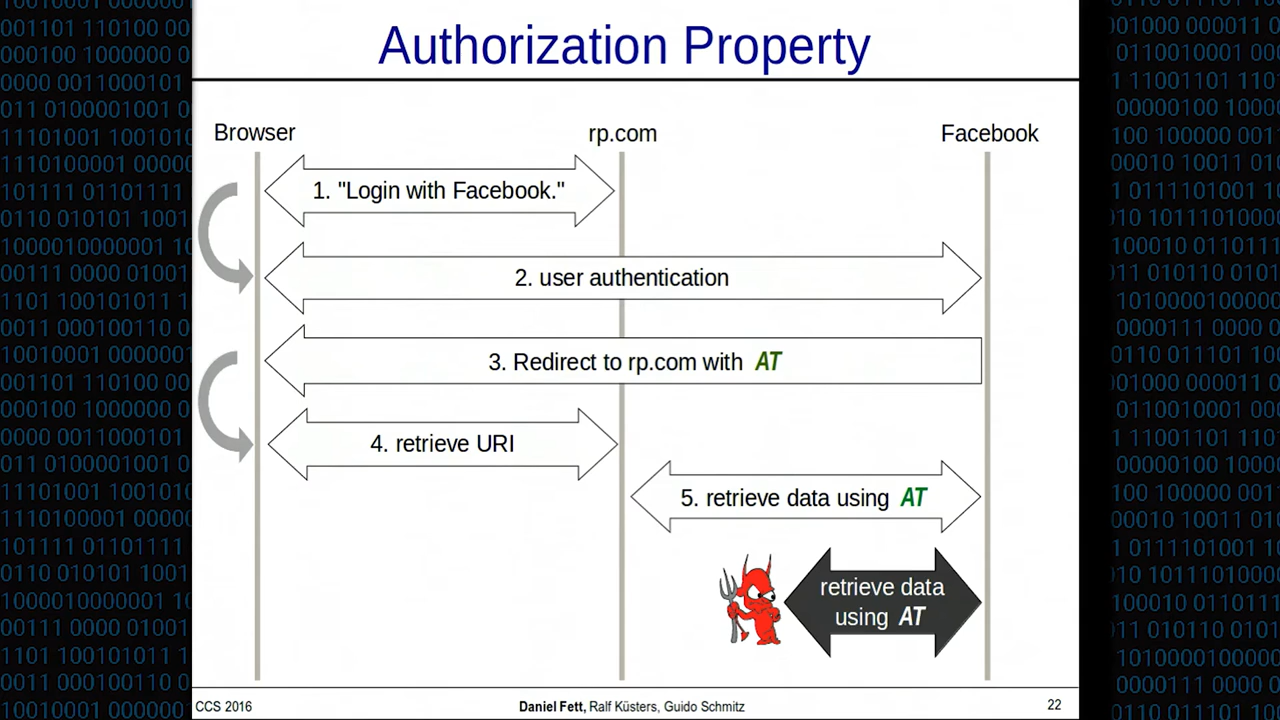 Authorization Property
Browser
rp.com
Facebook
1. "Login with Facebook."
2. user authentication
3. Redirect to rp.com with AT
4. retrieve URI
5. retrieve data using AT
retrieve data
using AT
CCS 2016
Daniel Fett, Ralf Küsters, Guido Schmitz
22